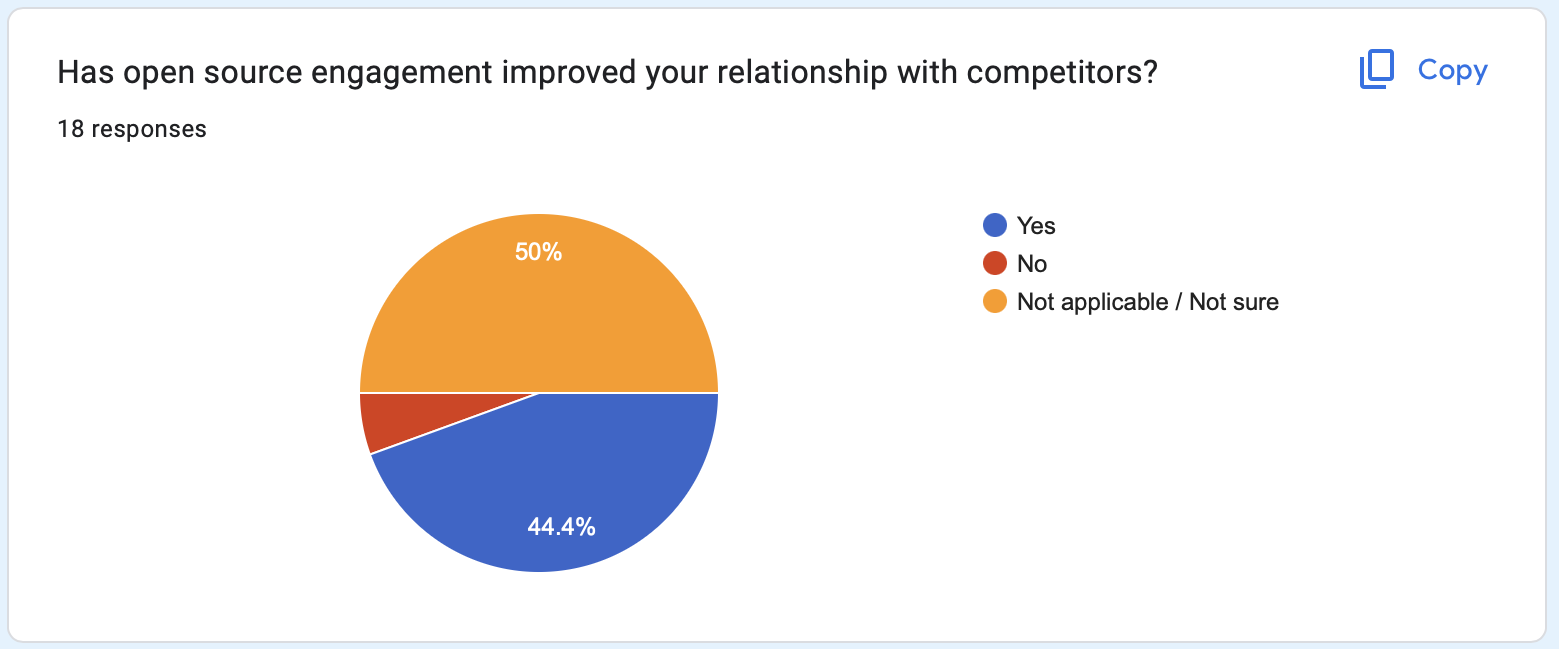 Has open source engagement improved your relationship with competitors?
Copy
18 responses
50%
44.4%
Yes
No
Not applicable / Not sure